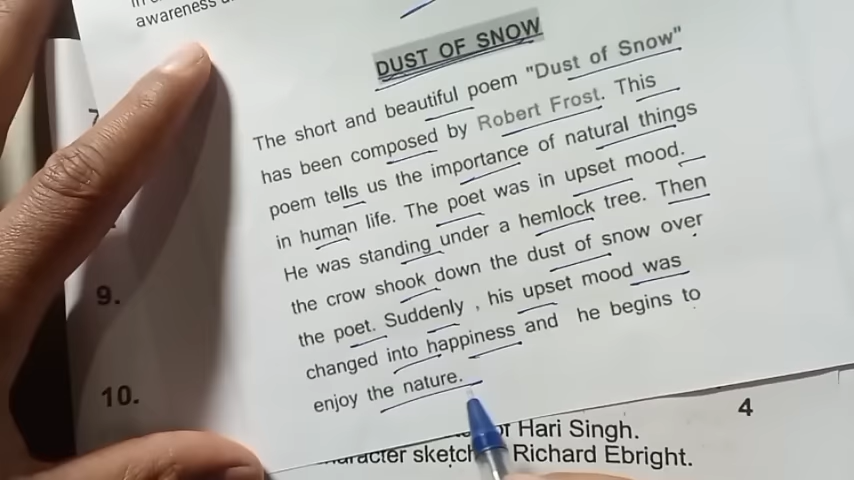 awareness
DUST OF SNOW
The short and beautiful poem "Dust of Snow"
has been composed by Robert Frost. This
poem tells us the importance of natural things
in human life. The poet was in upset mood.
He was standing under a hemlock tree. Then
the crow shook down the dust of snow over
the poet. Suddenly , his upset mood was
changed into happiness and he begins to
enjoy the nature.
7
9.
10.
4
Hari Singh.
sketch Richard Ebright.